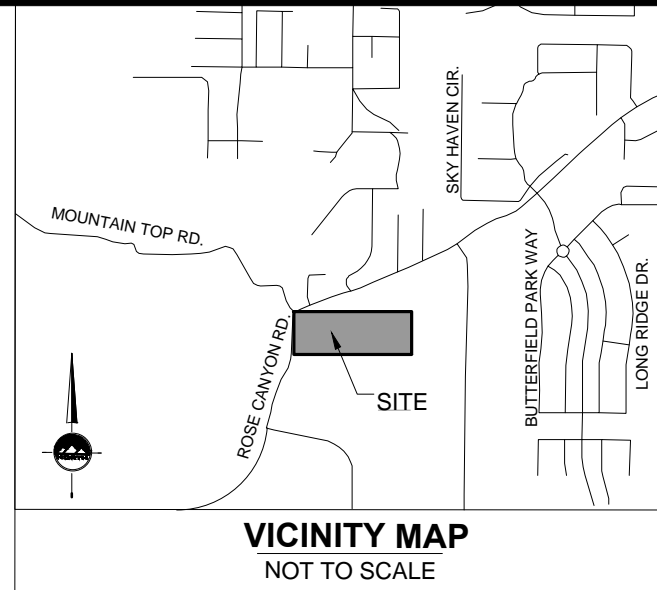 SKY HAVEN CIR.
MOUNTAIN TOP RD.
BUTTERFIELD PARK WAY
LONG RIDGE DR.
ROSE CANYON RD.
SITE
VICINITY MAP
NOT TO SCALE